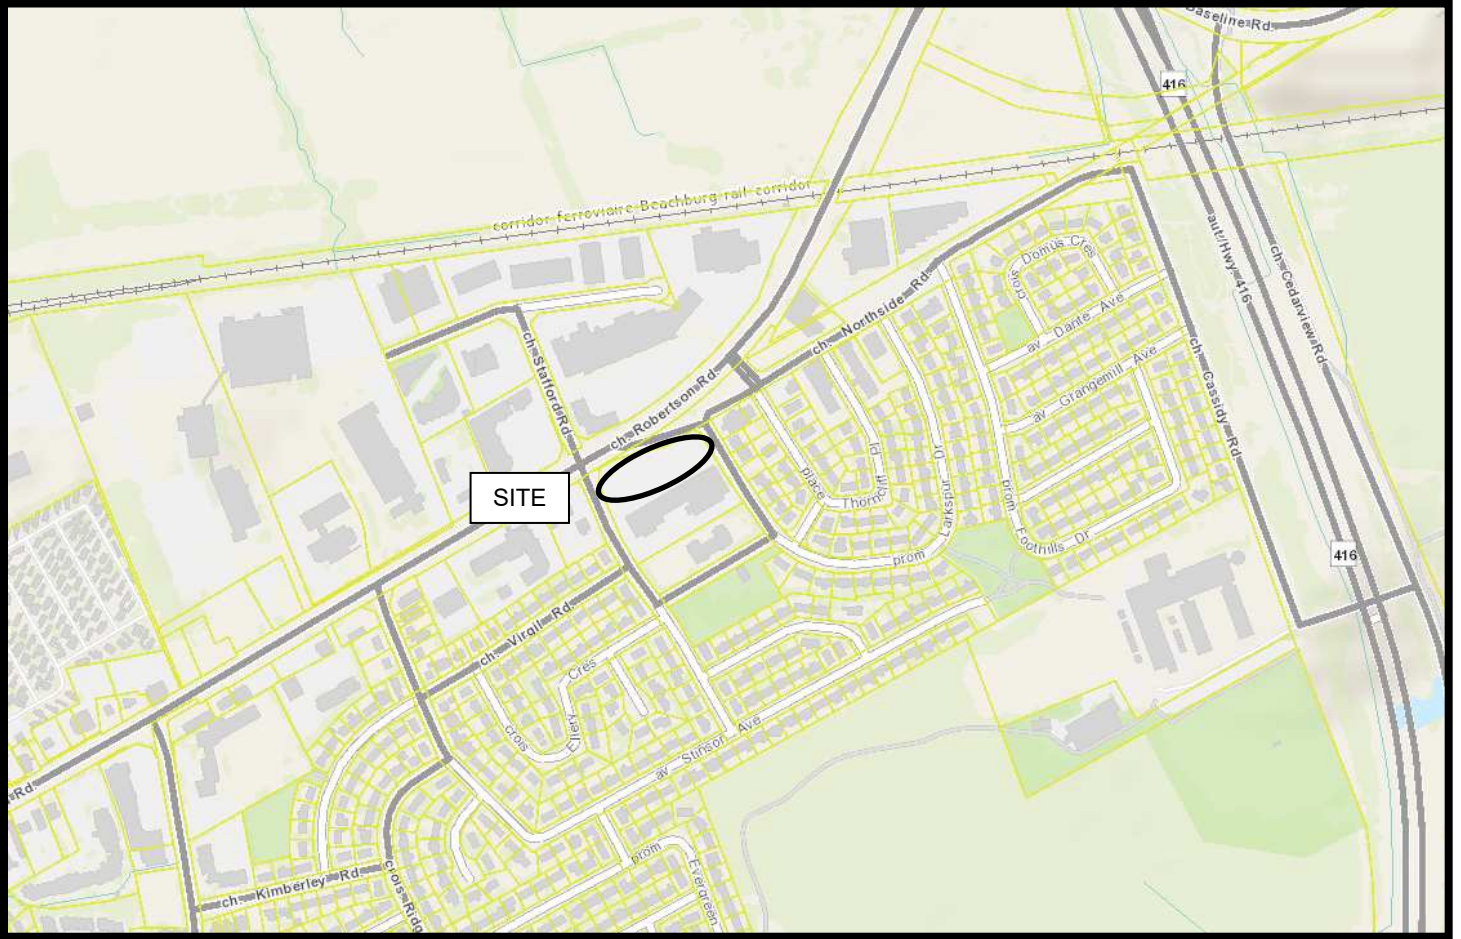 Baseline Rd.
416
corridor ferroviaire Beachburg rail corridor
Domus Cres
crois
aut/Hwy 416
ch. Cedarview Rd
av Dante Ave
ch. Northside Rd.
ch. Stafford Rd.
av Grangemill Ave
ch. Cassidy Rd.
ch. Robertson Rd.
SITE
place Thorncliff Pl
Larkspur Dr
prom
prom Foothills Dr
416
ch. Virgil Rd.
crois Ellery Cres
av Stinson Ave
Rd.
prom Evergreen
ch. Kimberley Rd.
crois Ridg